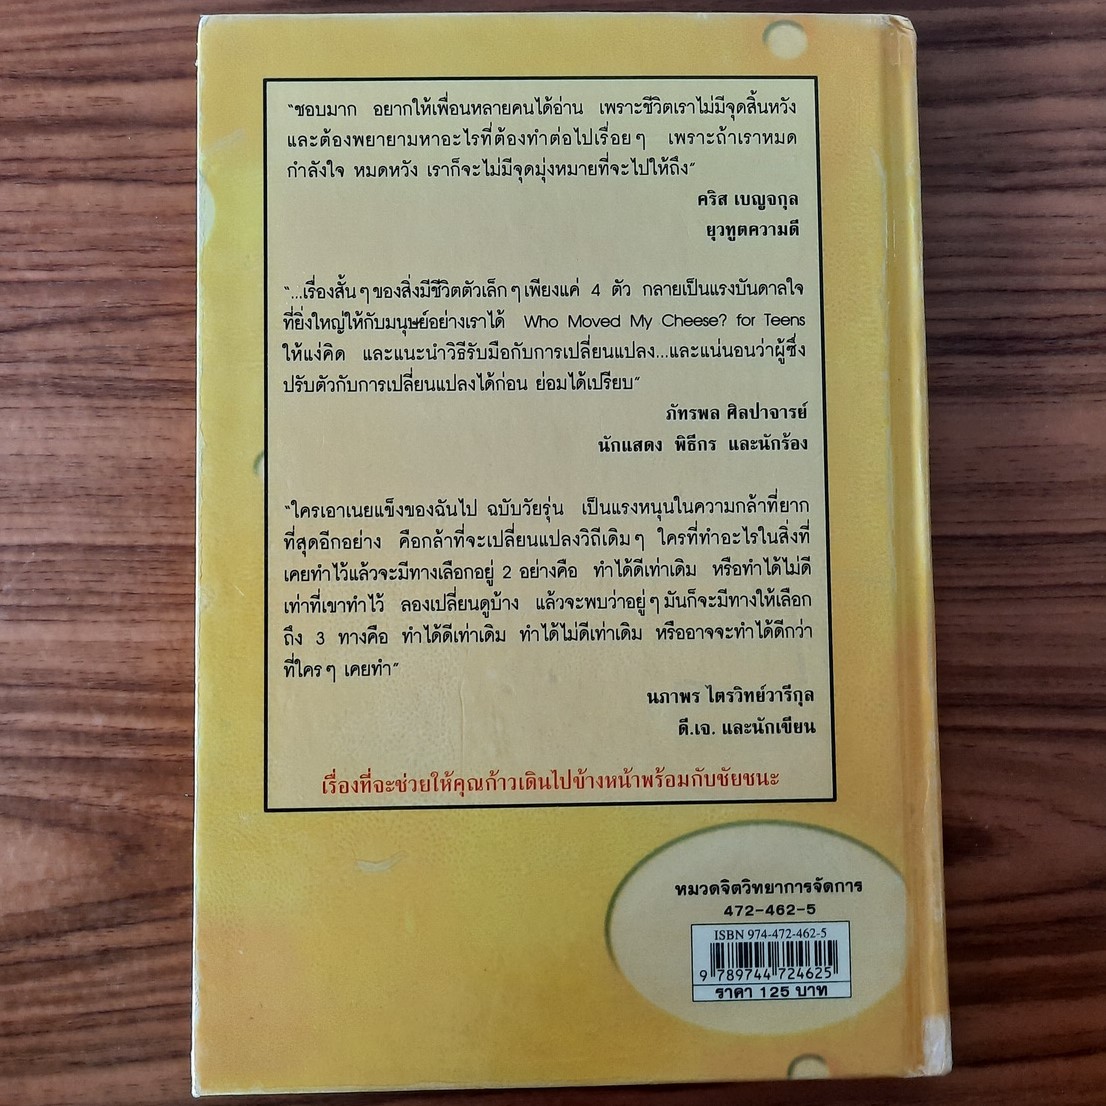 “ชอบมาก อยากให้เพื่อนหลายคนได้อ่าน เพราะชีวิตเราไม่มีจุดสิ้นหวัง
และต้องพยายามหาอะไรที่ต้องทำต่อไปเรื่อยๆ เพราะถ้าเราหมด
กำลังใจ หมดหวัง เราก็จะไม่มีจุดมุ่งหมายที่จะไปให้ถึง”
คริส เบญจกุล
ยุวทูตความดี
“...เรื่องสั้นๆของสิ่งมีชีวิตตัวเล็กๆเพียงแค่ 4 ตัว กลายเป็นแรงบันดาลใจ
ที่ยิ่งใหญ่ให้กับมนุษย์อย่างเราได้ Who Moved My Cheese? for Teens
ให้แง่คิด และแนะนำวิธีรับมือกับการเปลี่ยนแปลง...และแน่นอนว่าผู้ซึ่ง
ปรับตัวกับการเปลี่ยนแปลงได้ก่อน ย่อมได้เปรียบ”
ภัทรพล ศิลปาจารย์
นักแสดง พิธีกร และนักร้อง
“ใครเอาเนยแข็งของฉันไป ฉบับวัยรุ่น เป็นแรงหนุนในความกล้าที่ยาก
ที่สุดอีกอย่าง คือกล้าที่จะเปลี่ยนแปลงวิถีเดิมๆ ใครที่ทำอะไรในสิ่งที่
เคยทำไว้แล้วจะมีทางเลือกอยู่ 2 อย่างคือ ทำได้ดีเท่าเดิม หรือทำได้ไม่ดี
เท่าที่เขาทำไว้ ลองเปลี่ยนดูบ้าง แล้วจะพบว่าอยู่ๆมันก็จะมีทางให้เลือก
ถึง 3 ทางคือ ทำได้ดีเท่าเดิม ทำได้ไม่ดีเท่าเดิม หรืออาจจะทำได้ดีกว่า
ที่ใครๆ เคยทำ”
นภาพร ไตรวิทย์วารีกุล
ดี.เจ. และนักเขียน
เรื่องที่จะช่วยให้คุณก้าวเดินไปข้างหน้าพร้อมกับชัยชนะ
หมวดจิตวิทยาการจัดการ
472-462-5
ISBN 974-472-462-5
9 789744 724625
ราคา 125 บาท